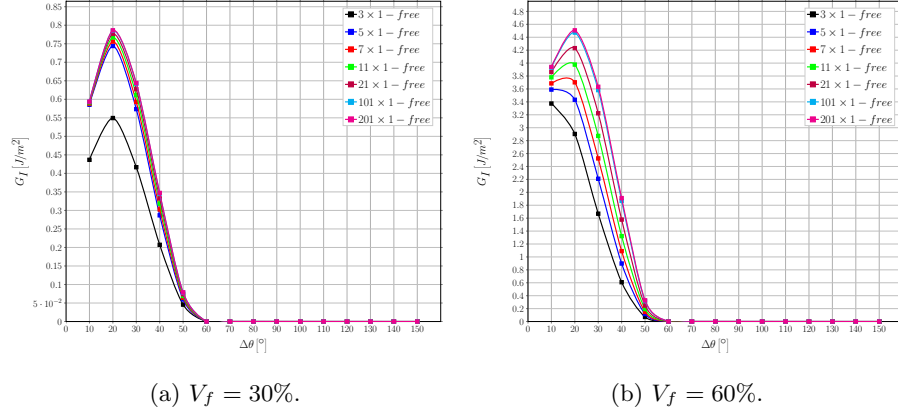 0.85
0.8
0.75
0.7
0.65
0.6
0.55
0.5
0.45
0.4
0.35
0.3
0.25
0.2
0.15
0.1
5 · 10⁻²
0
G_I [J/m²]
0 10 20 30 40 50 60 70 80 90 100 110 120 130 140 150
Δθ [°]
3 × 1 − free
5 × 1 − free
7 × 1 − free
11 × 1 − free
21 × 1 − free
101 × 1 − free
201 × 1 − free
(a) V_f = 30%.
4.8
4.6
4.4
4.2
4
3.8
3.6
3.4
3.2
3
2.8
2.6
2.4
2.2
2
1.8
1.6
1.4
1.2
1
0.8
0.6
0.4
0.2
0
G_I [J/m²]
0 10 20 30 40 50 60 70 80 90 100 110 120 130 140 150
Δθ [°]
3 × 1 − free
5 × 1 − free
7 × 1 − free
11 × 1 − free
21 × 1 − free
101 × 1 − free
201 × 1 − free
(b) V_f = 60%.